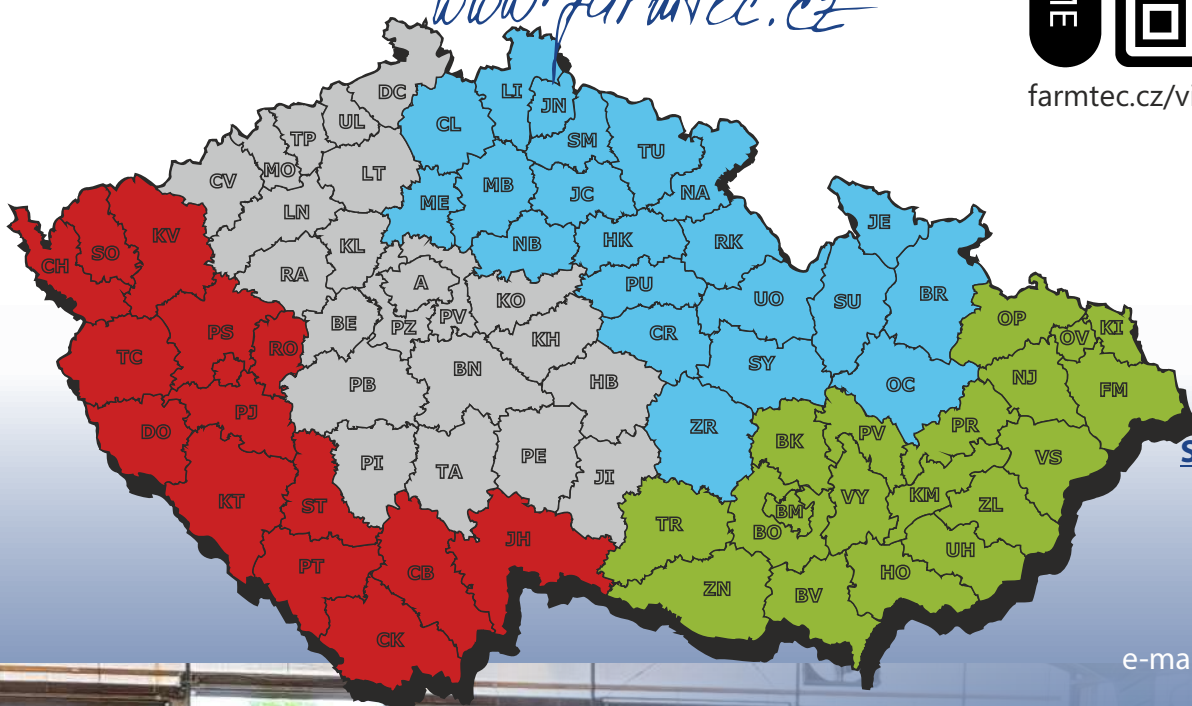 www.farmtec.cz
farmtec.cz/vi
DC
LI
JN
UL
CL
TP
SM
TU
MO
LT
CV
MB
JC
NA
ME
LN
KV
KL
NB
HK
RK
JE
SO
CH
RA
A
KO
PU
UO
SU
BR
BE
PZ
PV
OP
OV
KI
PS
RO
KH
CR
TC
SY
BN
HB
OC
NJ
FM
PB
PJ
DO
ZR
BK
PV
PR
PI
TA
PE
JI
VS
S
KT
ST
VY
KM
ZL
BM
TR
BO
JH
UH
PT
CB
HO
ZN
BV
CK
e-ma